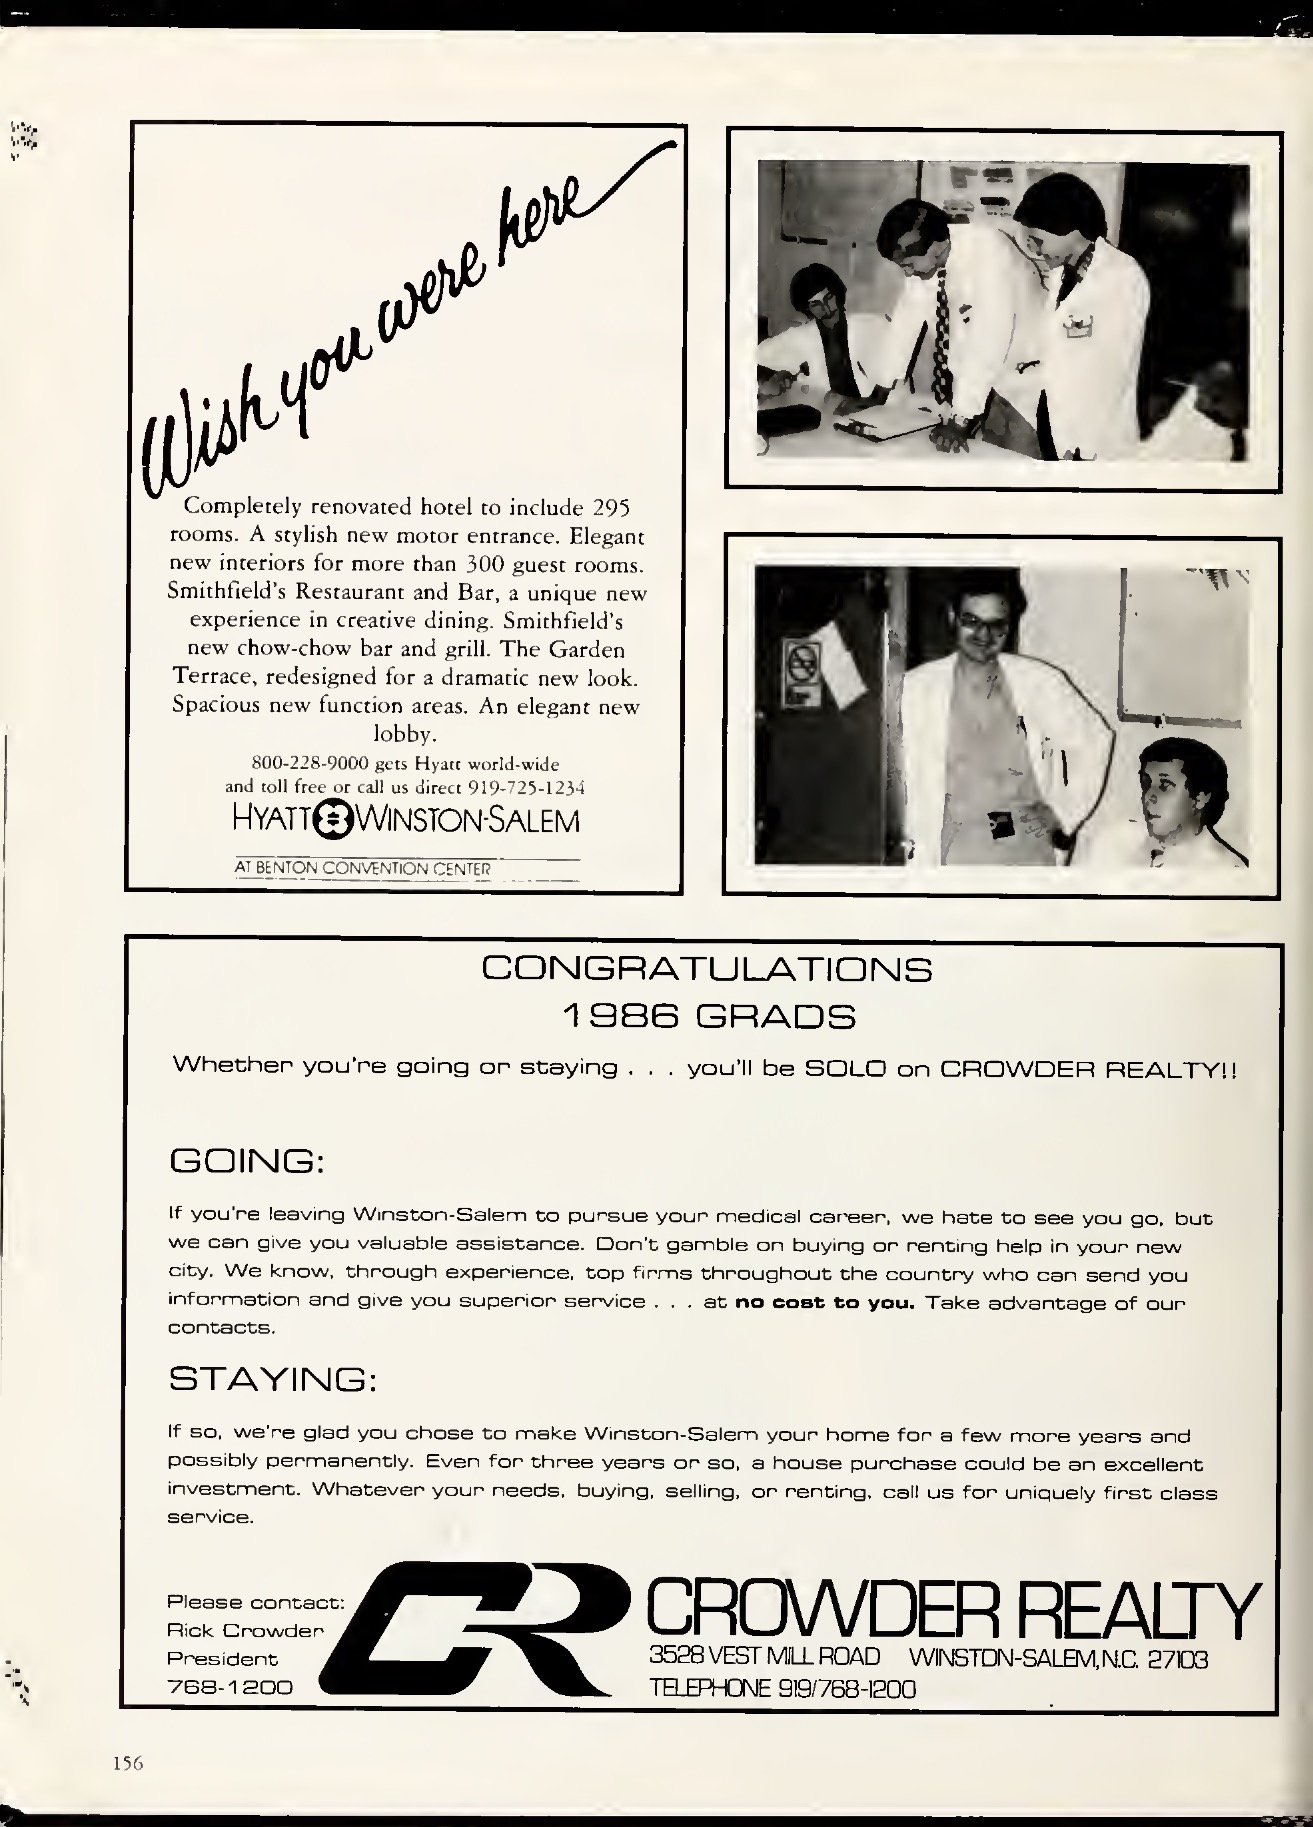 Wish you were here
Completely renovated hotel to include 295
rooms. A stylish new motor entrance. Elegant
new interiors for more than 300 guest rooms.
Smithfield's Restaurant and Bar, a unique new
experience in creative dining. Smithfield's
new chow-chow bar and grill. The Garden
Terrace, redesigned for a dramatic new look.
Spacious new function areas. An elegant new
lobby.
800-228-9000 gets Hyatt world-wide
and toll free or call us direct 919-725-1234
HYATT WINSTON-SALEM
AT BENTON CONVENTION CENTER
CONGRATULATIONS
1986 GRADS
Whether you're going or staying . . . you'll be SOLO on CROWDER REALTY!!
GOING:
If you're leaving Winston-Salem to pursue your medical career, we hate to see you go, but
we can give you valuable assistance. Don't gamble on buying or renting help in your new
city. We know, through experience, top firms throughout the country who can send you
information and give you superior service . . . at no cost to you. Take advantage of our
contacts.
STAYING:
If so, we're glad you chose to make Winston-Salem your home for a few more years and
possibly permanently. Even for three years or so, a house purchase could be an excellent
investment. Whatever your needs, buying, selling, or renting, call us for uniquely first class
service.
Please contact:
Rick Crowder
President
768-1200
CR
CROWDER REALTY
3528 VEST MILL ROAD WINSTON-SALEM, N.C. 27103
TELEPHONE 919/768-1200
156